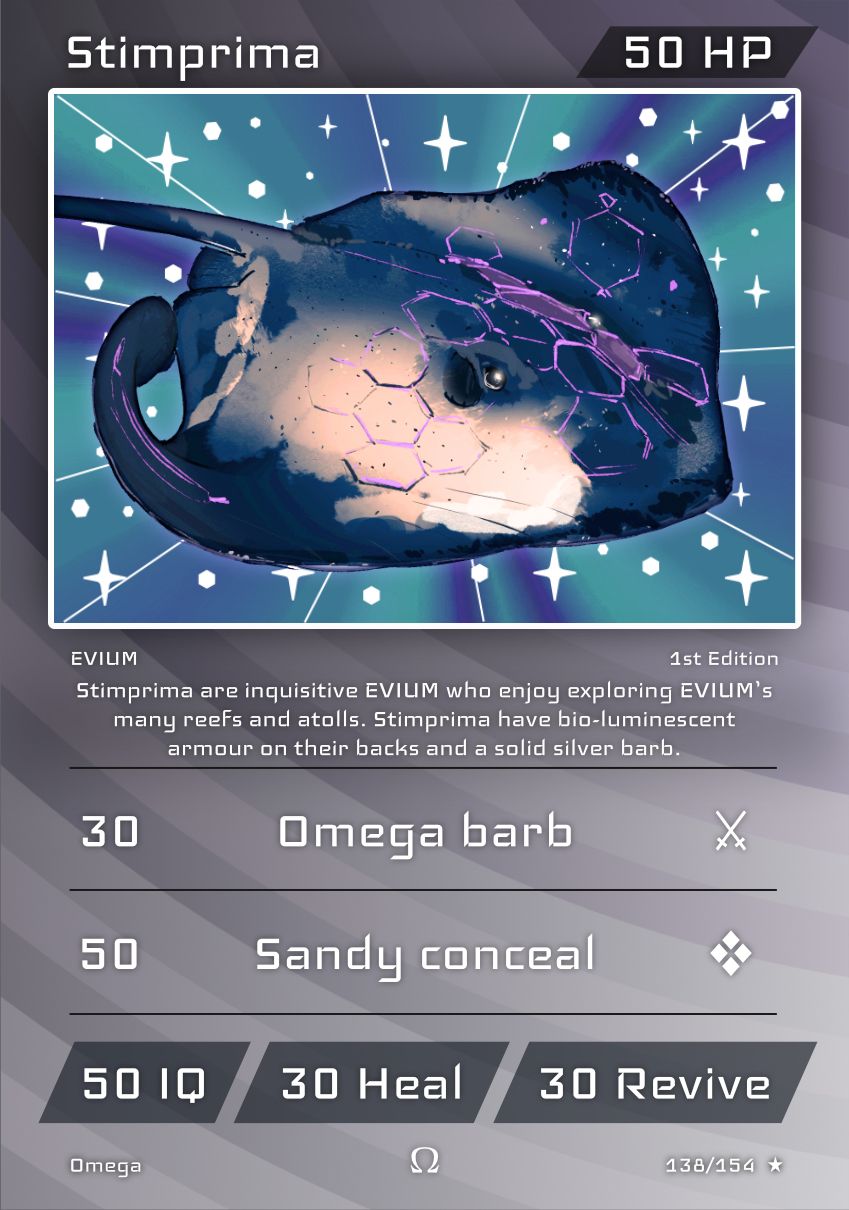 Stimprima
50 HP
EVIUM
1st Edition
Stimprima are inquisitive EVIUM who enjoy exploring EVIUM's
many reefs and atolls. Stimprima have bio-luminescent
armour on their backs and a solid silver barb.
30 Omega barb
50 Sandy conceal
50 IQ
30 Heal
30 Revive
Omega
Ω
138/154 ★